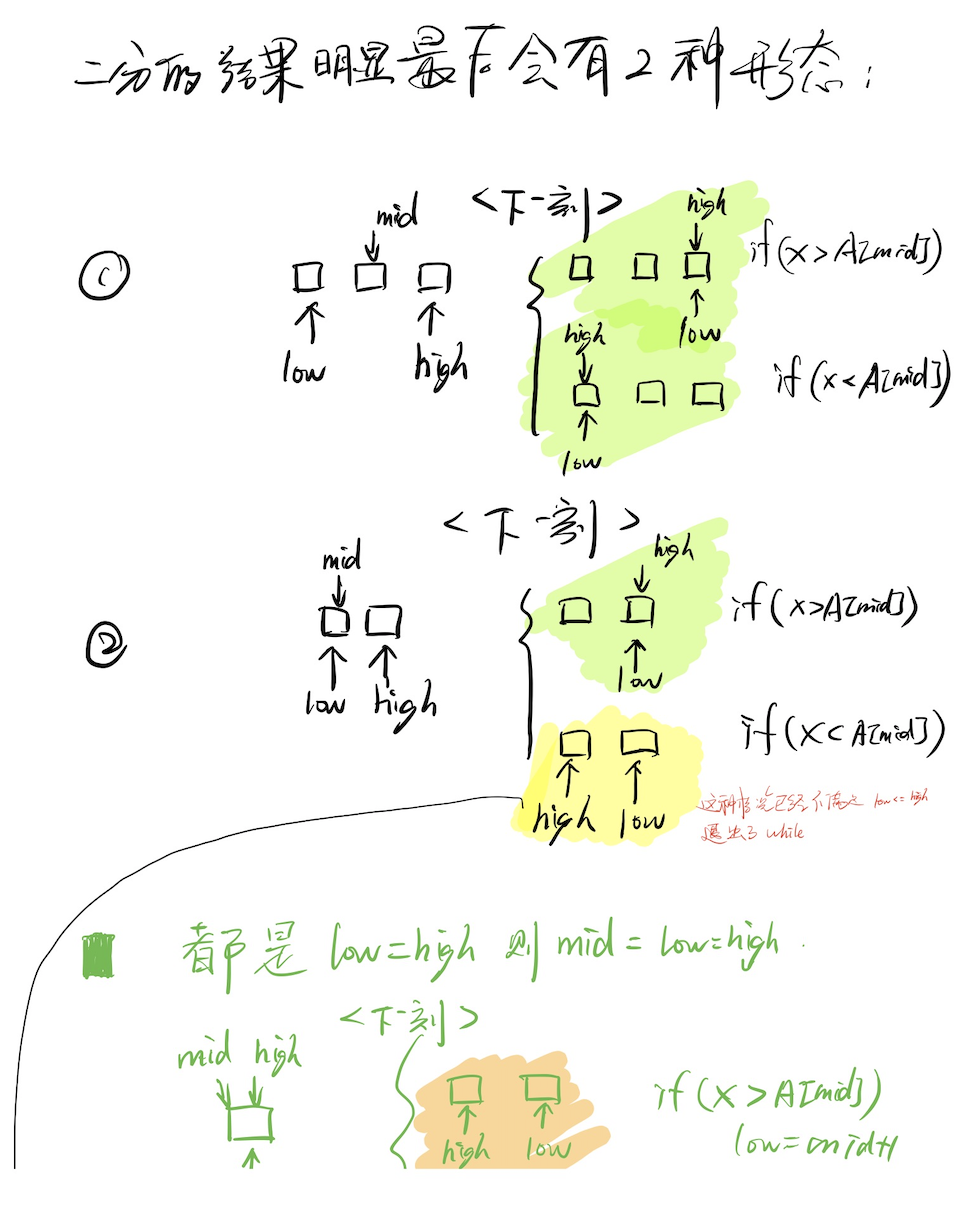 二分的结果明显最后会有2种形态:
<下一刻>
① mid low high
high low if(x>A[mid])
high low if(x<A[mid])
<下一刻>
② mid low high
high low if(x>A[mid])
high low if(x<A[mid])
这种情况已经不满足 low<=high
退出了 while
都是 low=high 则 mid=low=high.
<下一刻>
mid high
high low if(x>A[mid])
low=mid+1